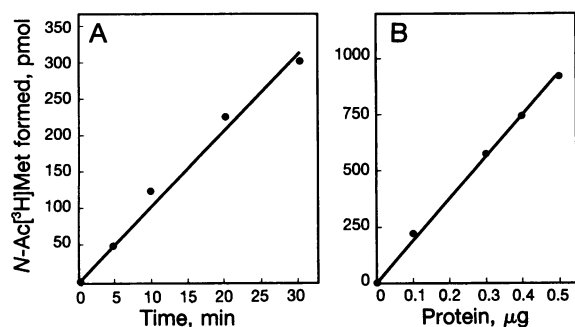 A
B
N-Ac[³H]Met formed, pmol
350
300
250
200
150
100
50
0
0 5 10 15 20 25 30
Time, min
1000
750
500
250
0
0 0.1 0.2 0.3 0.4 0.5
Protein, μg